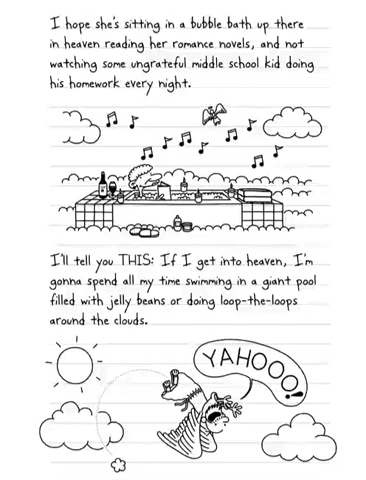 I hope she's sitting in a bubble bath up there
in heaven reading her romance novels, and not
watching some ungrateful middle school kid doing
his homework every night.
I'll tell you THIS: If I get into heaven, I'm
gonna spend all my time swimming in a giant pool
filled with jelly beans or doing loop-the-loops
around the clouds.
YAHOOO!